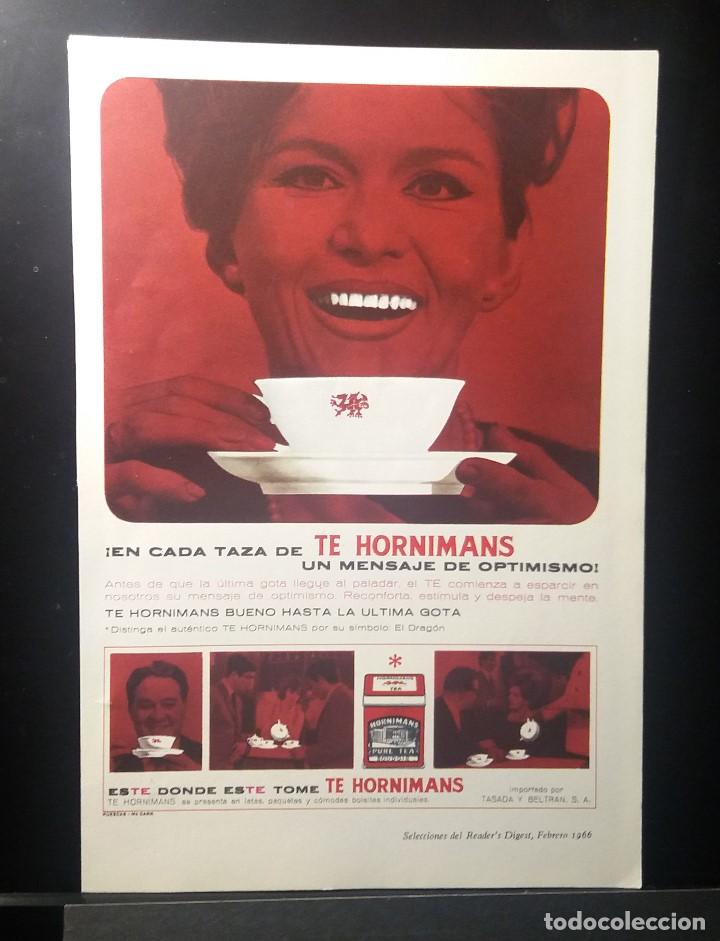 ¡EN CADA TAZA DE TE HORNIMANS
UN MENSAJE DE OPTIMISMO!
Antes de que la última gota llegue al paladar, el TE comienza a esparcir en
nosotros su mensaje de optimismo. Reconforta, estimula y despeja la mente.
TE HORNIMANS BUENO HASTA LA ULTIMA GOTA
*Distinga el auténtico TE HORNIMANS por su símbolo: El Dragón
*
TEA
HORNIMANS
PURE TEA
ESTE DONDE ESTE TOME TE HORNIMANS
TE HORNIMANS se presenta en latas, paquetes y cómodas bolsitas individuales.
importado por
TASADA Y BELTRAN, S. A.
Selecciones del Reader's Digest, Febrero 1966
todocoleccion